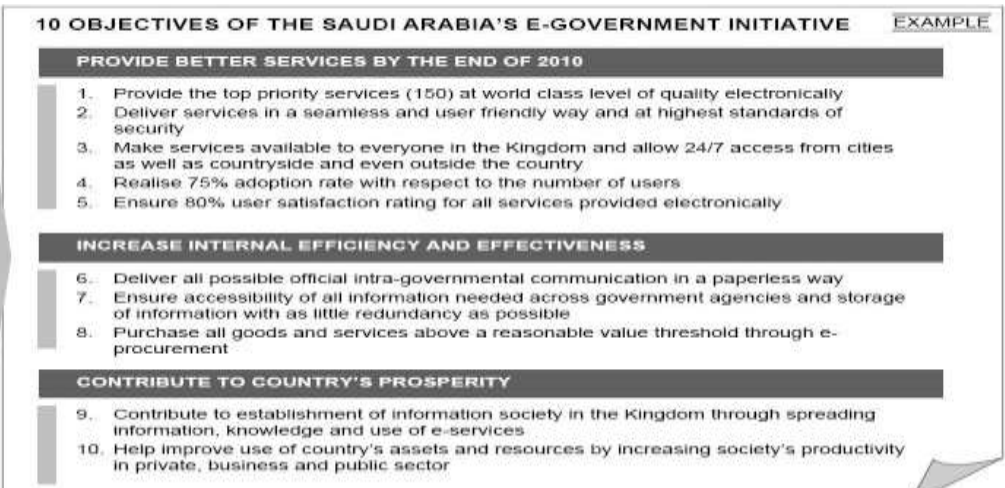 10 OBJECTIVES OF THE SAUDI ARABIA'S E-GOVERNMENT INITIATIVE EXAMPLE
PROVIDE BETTER SERVICES BY THE END OF 2010
1. Provide the top priority services (150) at world class level of quality electronically
2. Deliver services in a seamless and user friendly way and at highest standards of
security
3. Make services available to everyone in the Kingdom and allow 24/7 access from cities
as well as countryside and even outside the country
4. Realise 75% adoption rate with respect to the number of users
5. Ensure 80% user satisfaction rating for all services provided electronically
INCREASE INTERNAL EFFICIENCY AND EFFECTIVENESS
6. Deliver all possible official intra-governmental communication in a paperless way
7. Ensure accessibility of all information needed across government agencies and storage
of information with as little redundancy as possible
8. Purchase all goods and services above a reasonable value threshold through e-
procurement
CONTRIBUTE TO COUNTRY'S PROSPERITY
9. Contribute to establishment of information society in the Kingdom through spreading
information, knowledge and use of e-services
10. Help improve use of country's assets and resources by increasing society's productivity
in private, business and public sector